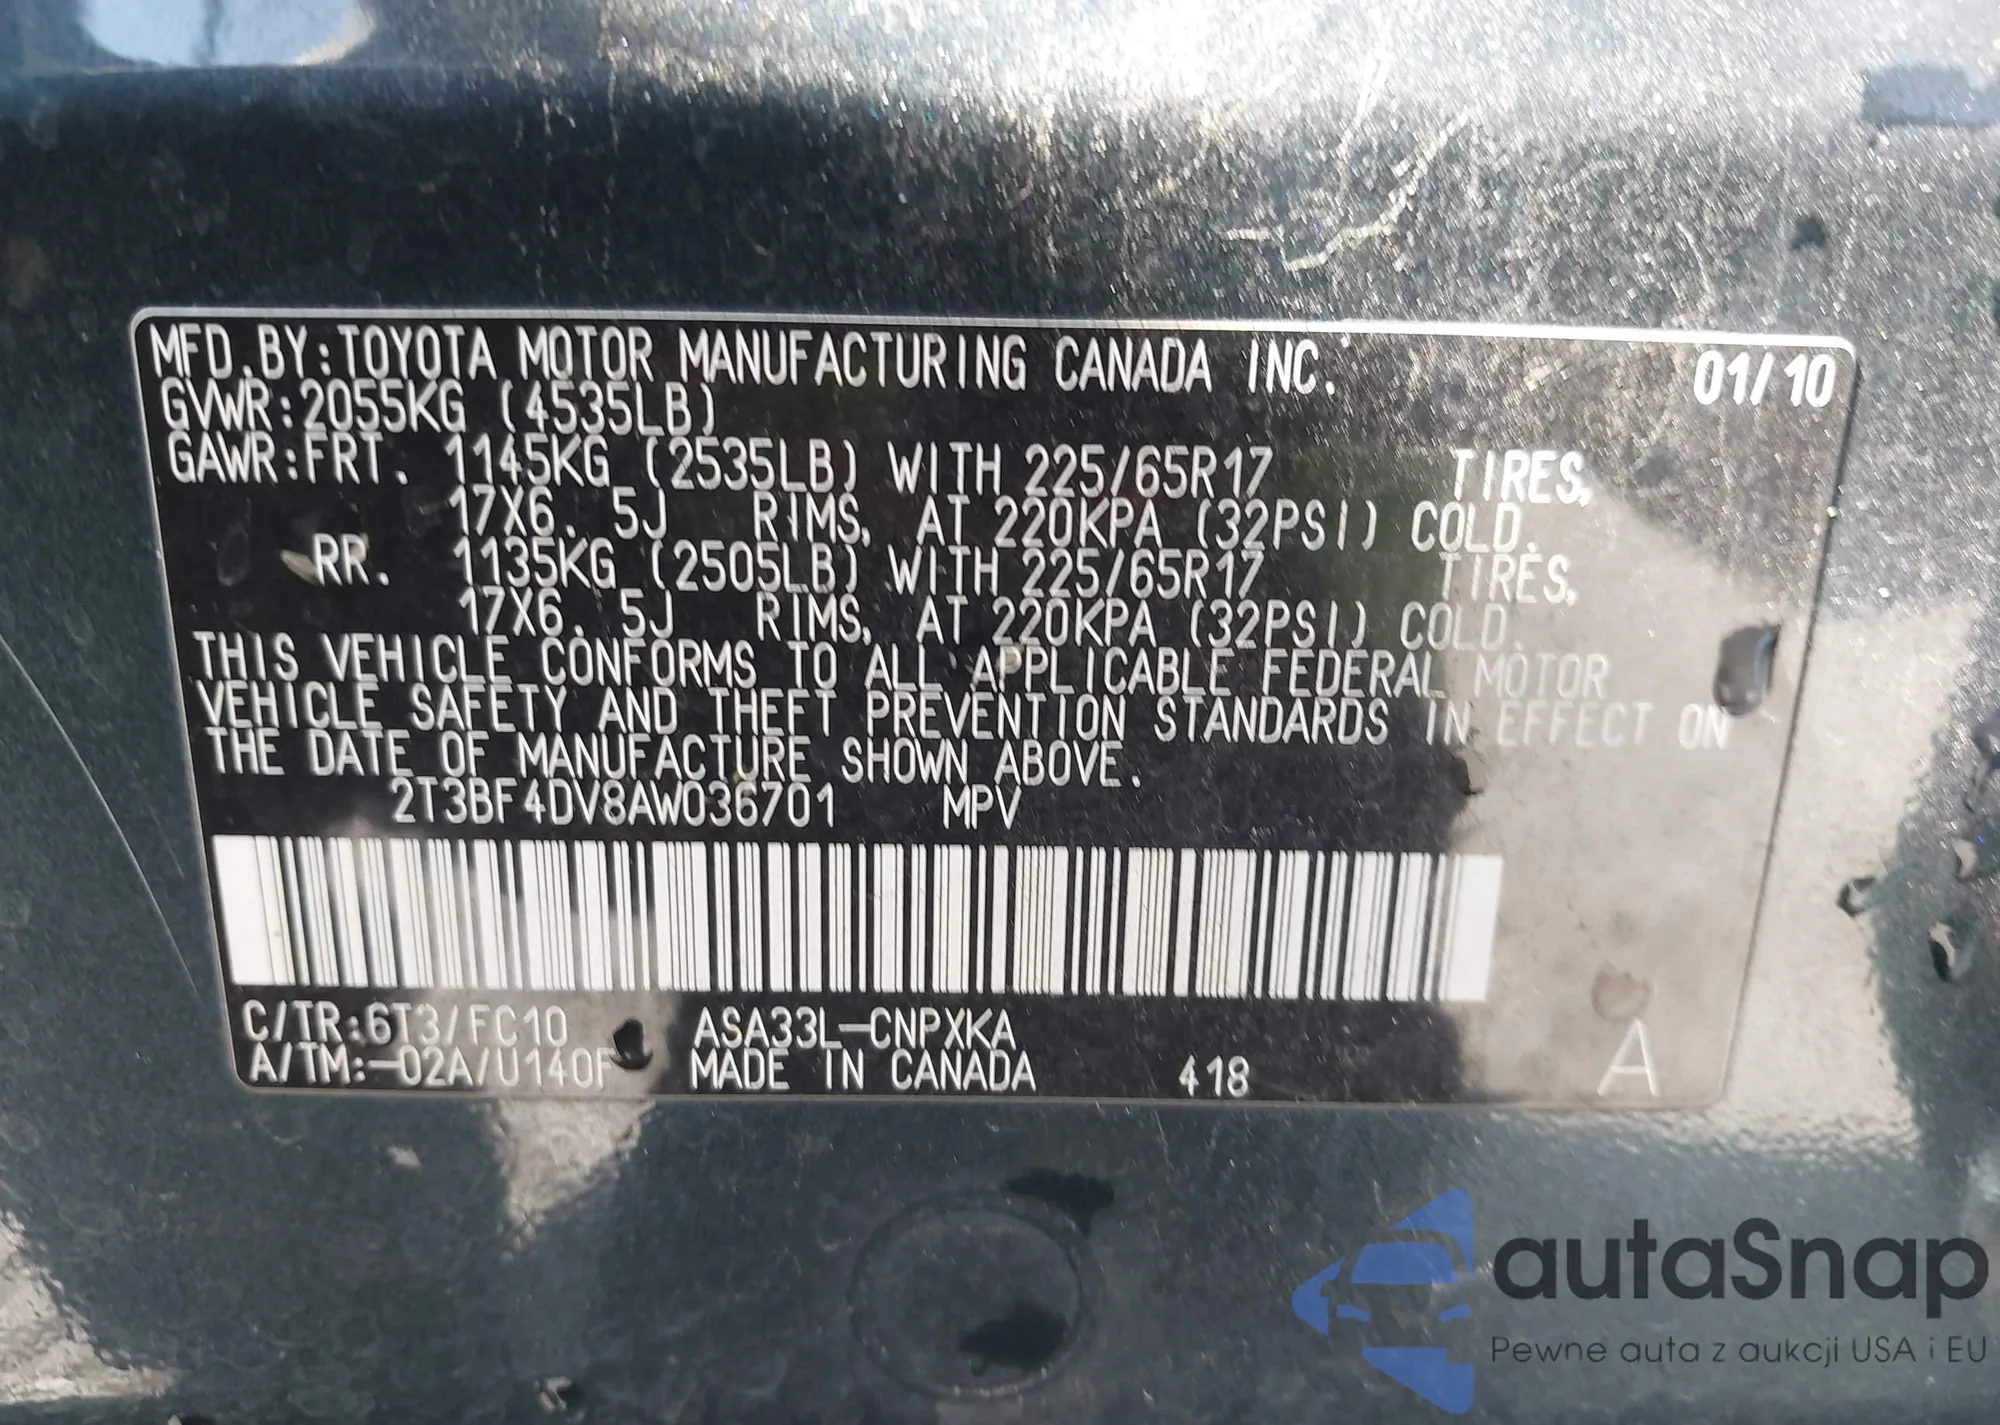 MFD.BY:TOYOTA MOTOR MANUFACTURING CANADA INC. 01/10
GVWR:2055KG (4535LB)
GAWR:FRT. 1145KG (2535LB) WITH 225/65R17 TIRES,
17X6.5J RIMS, AT 220KPA (32PSI) COLD.
RR. 1135KG (2505LB) WITH 225/65R17 TIRES,
17X6.5J RIMS, AT 220KPA (32PSI) COLD.
THIS VEHICLE CONFORMS TO ALL APPLICABLE FEDERAL MOTOR
VEHICLE SAFETY AND THEFT PREVENTION STANDARDS IN EFFECT ON
THE DATE OF MANUFACTURE SHOWN ABOVE.
2T3BF4DV8AW036701 MPV
C/TR:6T3/FC10 ASA33L-CNPXKA
A/TM:-02A/U140F MADE IN CANADA 418 A
autaSnap
Pewne auta z aukcji USA i EU